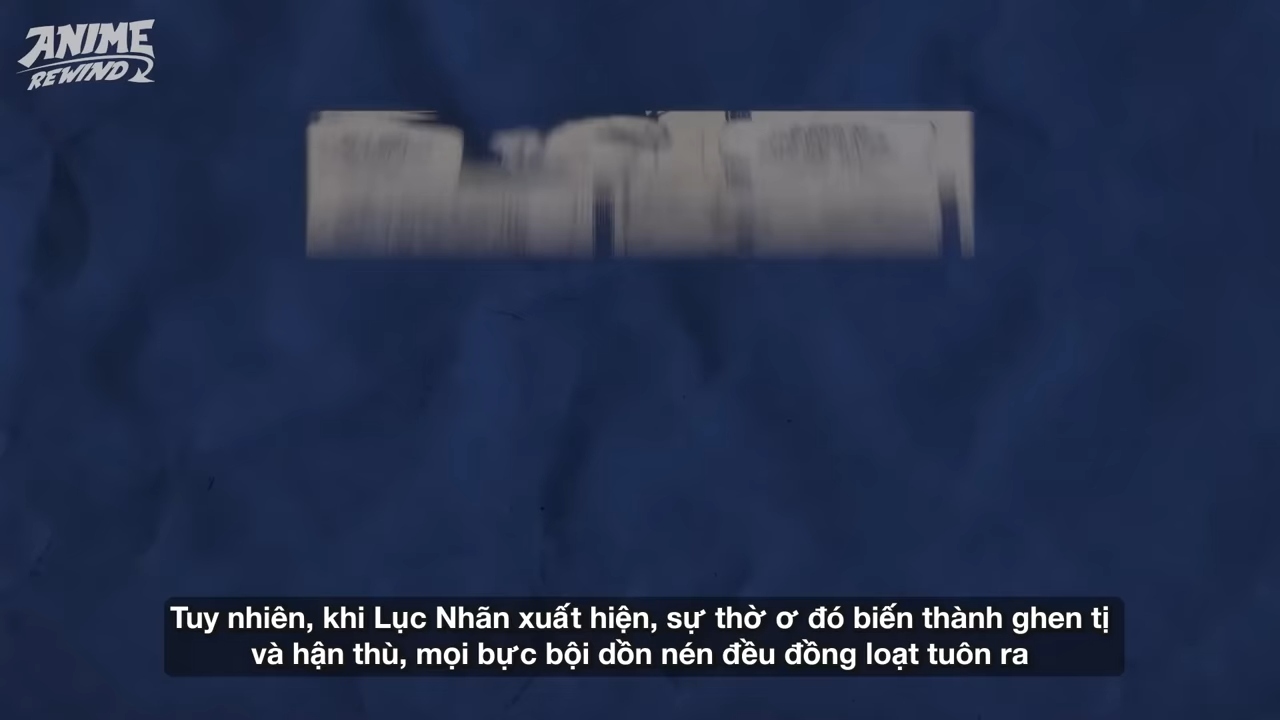 ANIME
REWIND
Tuy nhiên, khi Lục Nhãn xuất hiện, sự thờ ơ đó biến thành ghen tị
và hận thù, mọi bực bội dồn nén đều đồng loạt tuôn ra